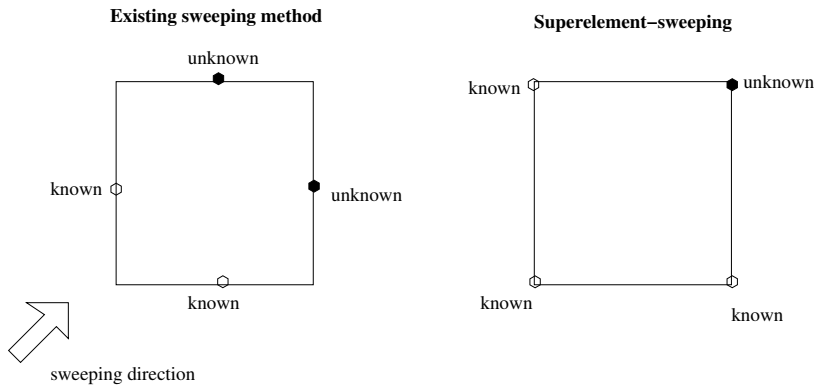 Existing sweeping method
unknown
known
unknown
known
sweeping direction
Superelement−sweeping
known
unknown
known
known